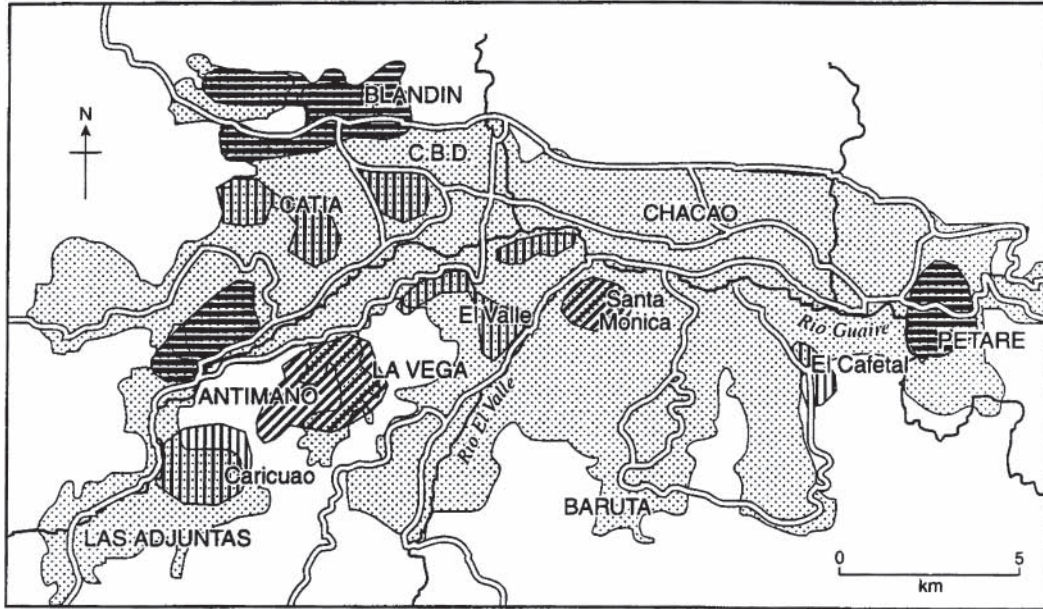 N
BLANDIN
C.B.D
CATIA
CHACAO
El Valle
Santa
Monica
Rio Guaire
PETARE
El Cafetal
LA VEGA
ANTIMANO
Rio El Valle
Caricuao
BARUTA
LAS ADJUNTAS
0 5
km